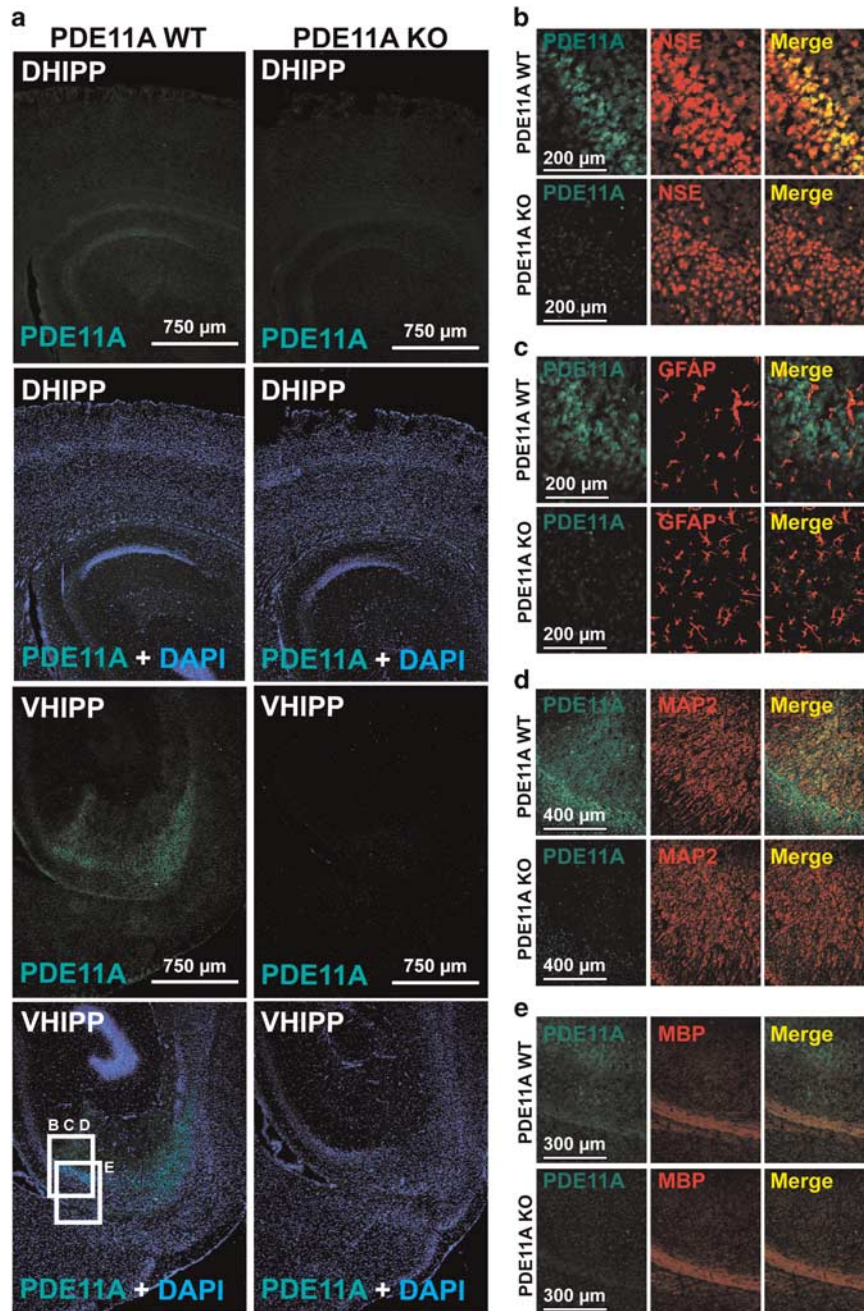 a
PDE11A WT
PDE11A KO
DHIPP
DHIPP
PDE11A
750 µm
PDE11A
750 µm
DHIPP
DHIPP
PDE11A + DAPI
PDE11A + DAPI
VHIPP
VHIPP
PDE11A
750 µm
PDE11A
750 µm
VHIPP
VHIPP
B C D
E
PDE11A + DAPI
PDE11A + DAPI
b
PDE11A WT
PDE11A
NSE
Merge
200 µm
PDE11A KO
PDE11A
NSE
Merge
200 µm
c
PDE11A WT
PDE11A
GFAP
Merge
200 µm
PDE11A KO
PDE11A
GFAP
Merge
200 µm
d
PDE11A WT
PDE11A
MAP2
Merge
400 µm
PDE11A KO
PDE11A
MAP2
Merge
400 µm
e
PDE11A WT
PDE11A
MBP
Merge
300 µm
PDE11A KO
PDE11A
MBP
Merge
300 µm